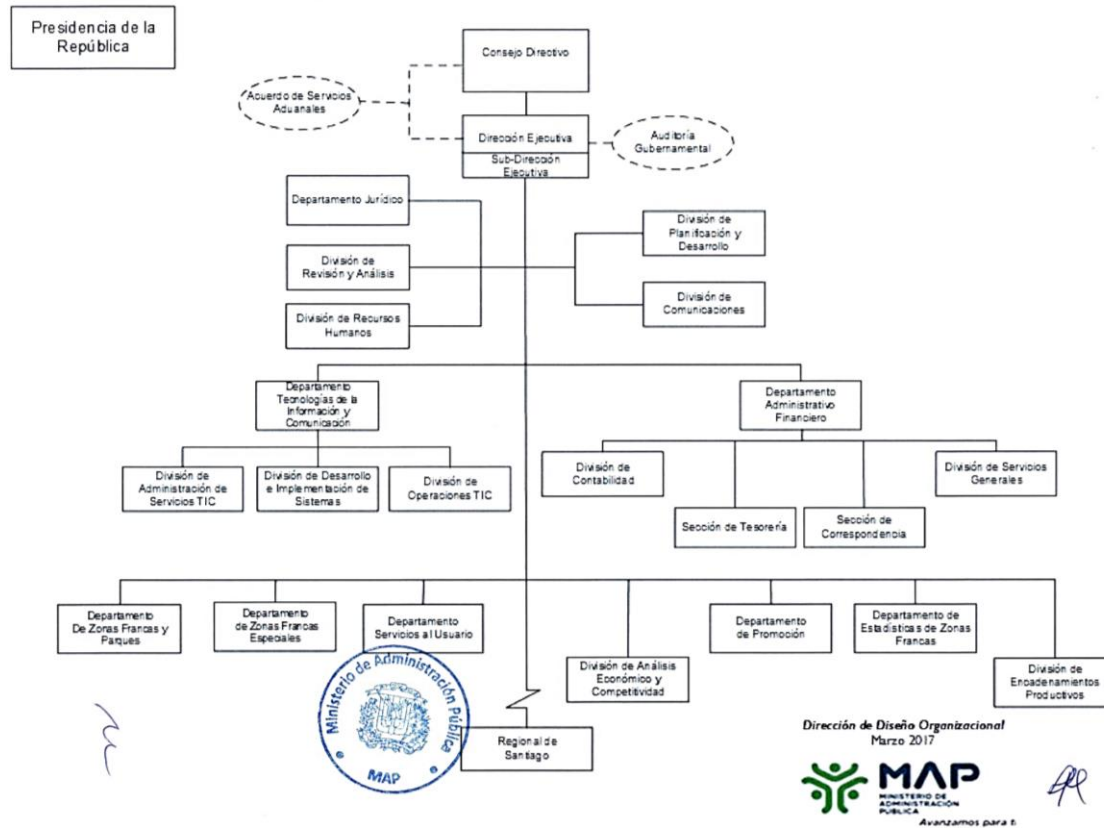 Presidencia de la
República
Consejo Directivo
Acuerdo de Servicios
Aduanales
Dirección Ejecutiva
Sub-Dirección
Ejecutiva
Auditoría
Gubernamental
Departamento Jurídico
División de
Planificación y
Desarrollo
División de
Revisión y Análisis
División de
Comunicaciones
División de Recursos
Humanos
Departamento
Tecnologías de la
Información y
Comunicación
Departamento
Administrativo
Financiero
División de
Administración de
Servicios TIC
División de Desarrollo
e Implementación de
Sistemas
División de
Operaciones TIC
División de
Contabilidad
División de Servicios
Generales
Sección de Tesorería
Sección de
Correspondencia
Departamento
De Zonas Francas y
Parques
Departamento
de Zonas Francas
Especiales
Departamento
Servicios al Usuario
Departamento
de Promoción
Departamento de
Estadísticas de Zonas
Francas
División de Análisis
Económico y
Competitividad
División de
Encadenamientos
Productivos
Ministerio de Administración Pública
MAP
Regional de
Santiago
Dirección de Diseño Organizacional
Marzo 2017
MAP
MINISTERIO DE
ADMINISTRACIÓN
PÚBLICA
Avanzamos para ti